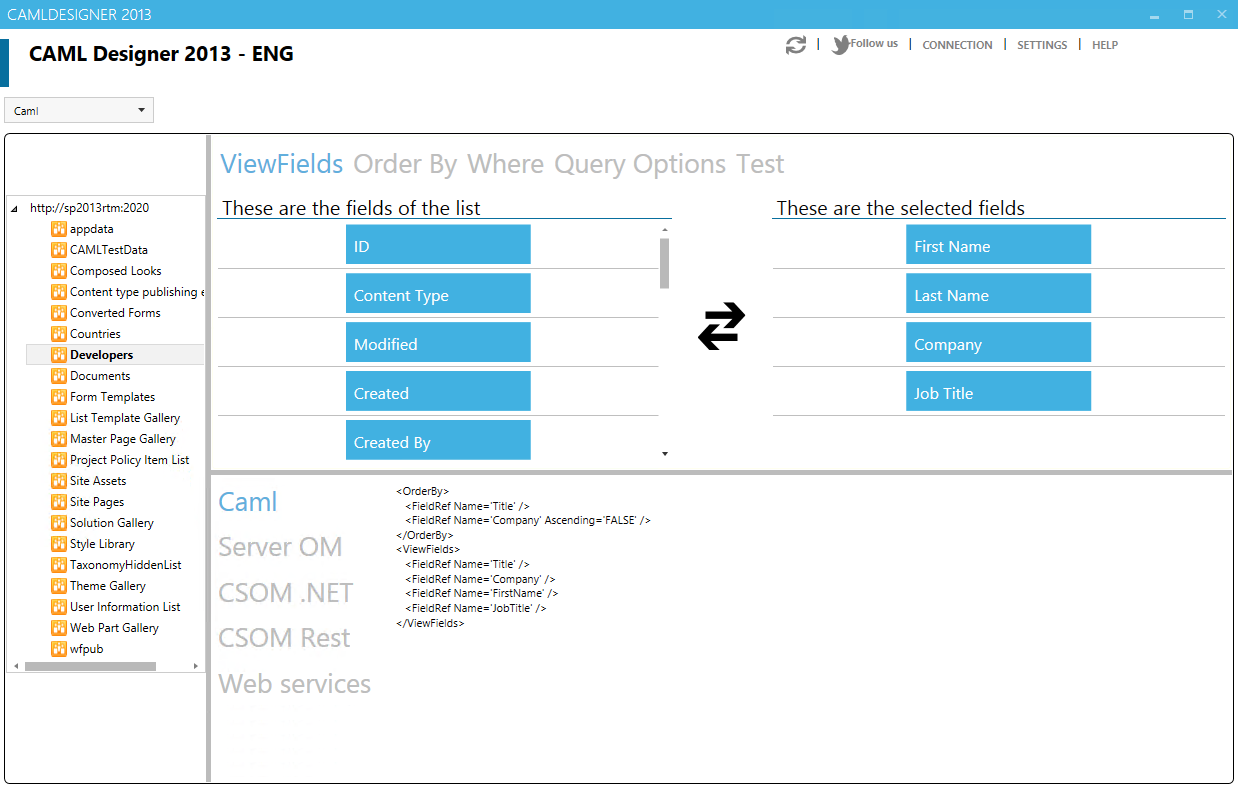 CAMLDESIGNER 2013
CAML Designer 2013 - ENG
Follow us
CONNECTION
SETTINGS
HELP
Caml
http://sp2013rtm:2020
appdata
CAMLTestData
Composed Looks
Content type publishing e
Converted Forms
Countries
Developers
Documents
Form Templates
List Template Gallery
Master Page Gallery
Project Policy Item List
Site Assets
Site Pages
Solution Gallery
Style Library
TaxonomyHiddenList
Theme Gallery
User Information List
Web Part Gallery
wfpub
ViewFields Order By Where Query Options Test
These are the fields of the list
ID
Content Type
Modified
Created
Created By
These are the selected fields
First Name
Last Name
Company
Job Title
Caml
Server OM
CSOM .NET
CSOM Rest
Web services
<OrderBy>
<FieldRef Name='Title' />
<FieldRef Name='Company' Ascending='FALSE' />
</OrderBy>
<ViewFields>
<FieldRef Name='Title' />
<FieldRef Name='Company' />
<FieldRef Name='FirstName' />
<FieldRef Name='JobTitle' />
</ViewFields>